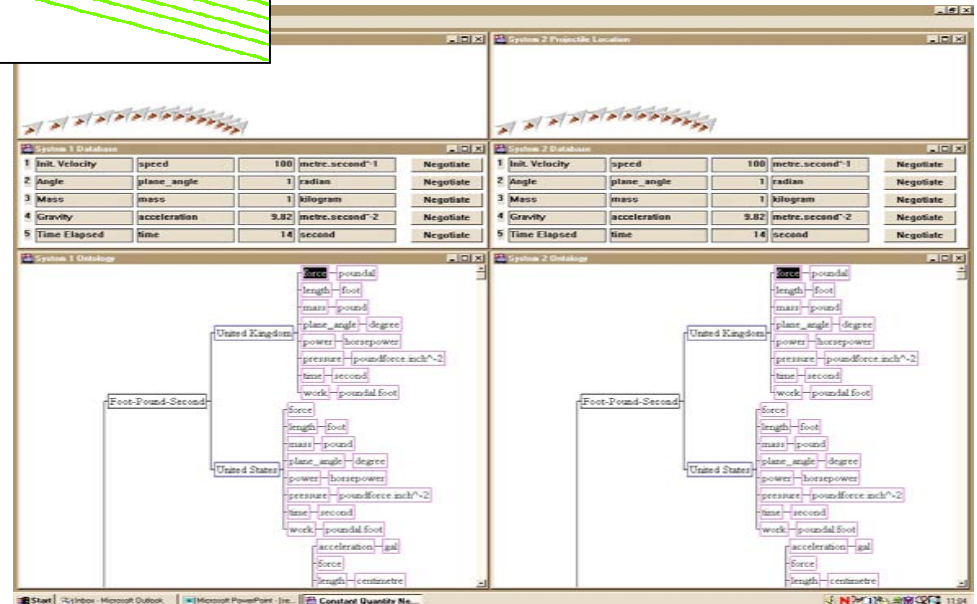 System 2 Projectile Location
System 1 Database
1 Init. Velocity speed 100 metre.second^-1 Negotiate
2 Angle plane_angle 1 radian Negotiate
3 Mass mass 1 kilogram Negotiate
4 Gravity acceleration 9.82 metre.second^-2 Negotiate
5 Time Elapsed time 14 second Negotiate
System 2 Database
1 Init. Velocity speed 100 metre.second^-1 Negotiate
2 Angle plane_angle 1 radian Negotiate
3 Mass mass 1 kilogram Negotiate
4 Gravity acceleration 9.82 metre.second^-2 Negotiate
5 Time Elapsed time 14 second Negotiate
System 1 Ontology
force poundal
length foot
mass pound
plane_angle degree
United Kingdom
power horsepower
pressure poundforce.inch^-2
time second
work poundal.foot
Foot-Pound-Second
force
length foot
mass pound
plane_angle degree
United States
power horsepower
pressure poundforce.inch^-2
time second
work poundal.foot
acceleration gal
force
length centimetre
System 2 Ontology
force poundal
length foot
mass pound
plane_angle degree
United Kingdom
power horsepower
pressure poundforce.inch^-2
time second
work poundal.foot
Foot-Pound-Second
force
length foot
mass pound
plane_angle degree
United States
power horsepower
pressure poundforce.inch^-2
time second
work poundal.foot
acceleration gal
force
length centimetre
Start Inbox - Microsoft Outlook Microsoft PowerPoint - Constant Quantity Ne... 11:04